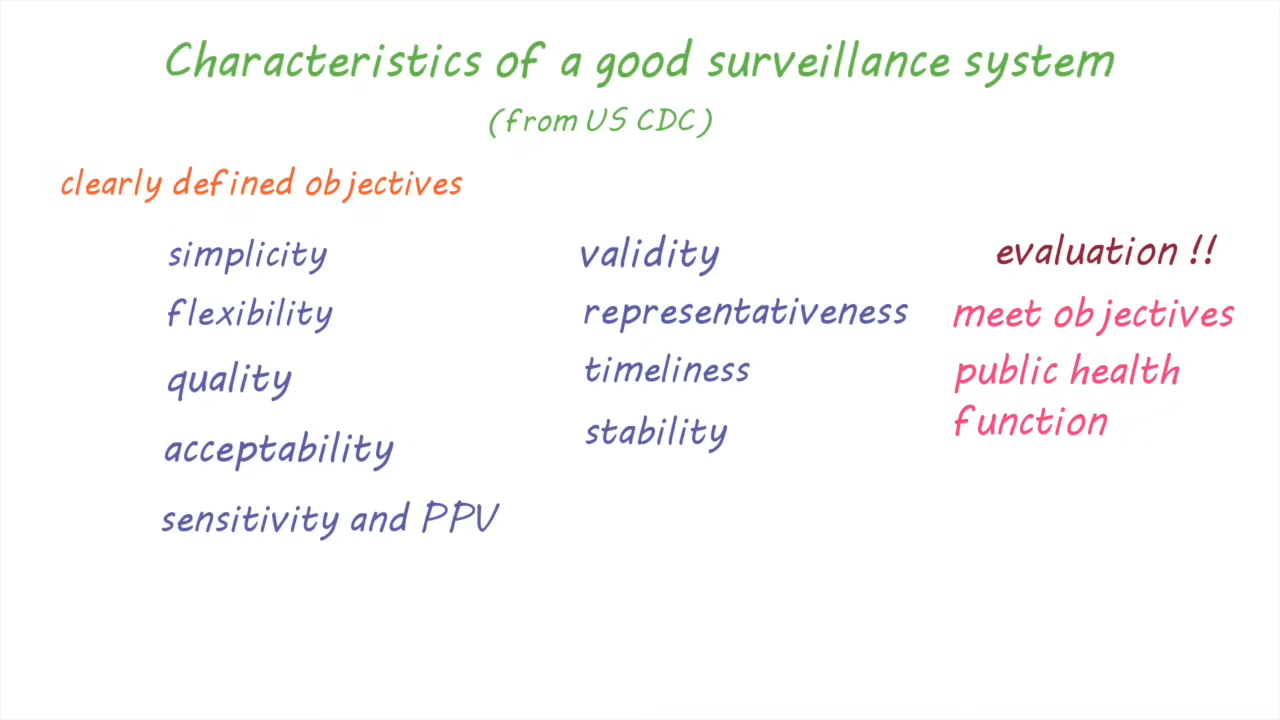 Characteristics of a good surveillance system
(from US CDC)
clearly defined objectives
simplicity
flexibility
quality
acceptability
sensitivity and PPV
validity
representativeness
timeliness
stability
evaluation !!
meet objectives
public health
function